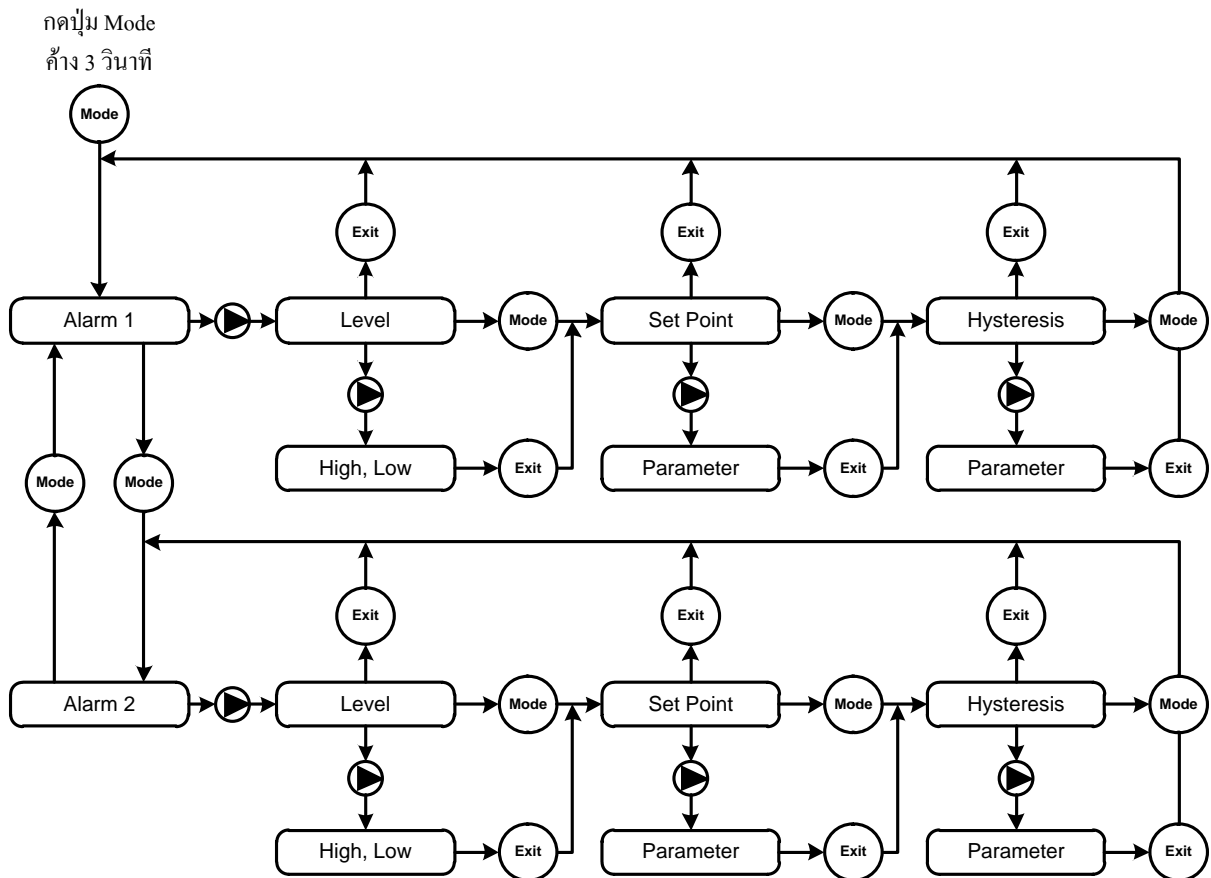 กดปุ่ม Mode
ค้าง 3 วินาที
Mode
Exit
Exit
Exit
Alarm 1
Level
Mode
Set Point
Mode
Hysteresis
Mode
Mode
Mode
High, Low
Exit
Parameter
Exit
Parameter
Exit
Exit
Exit
Exit
Alarm 2
Level
Mode
Set Point
Mode
Hysteresis
Mode
High, Low
Exit
Parameter
Exit
Parameter
Exit